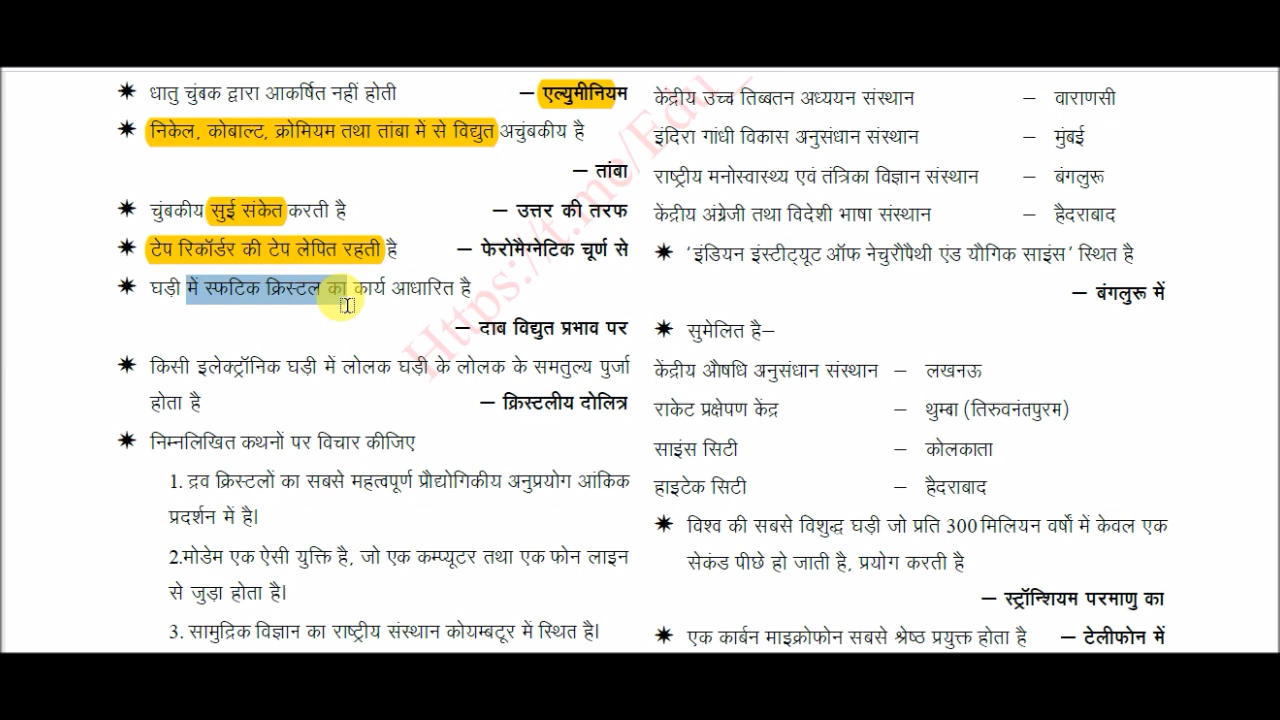 ✷ धातु चुंबक द्वारा आकर्षित नहीं होती – एल्युमीनियम
✷ निकेल, कोबाल्ट, क्रोमियम तथा तांबा में से विद्युत अचुंबकीय है
– तांबा
✷ चुंबकीय सुई संकेत करती है – उत्तर की तरफ
✷ टेप रिकॉर्डर की टेप लेपित रहती है – फेरोमैग्नेटिक चूर्ण से
✷ घड़ी में स्फटिक क्रिस्टल का कार्य आधारित है
– दाब विद्युत प्रभाव पर
✷ किसी इलेक्ट्रॉनिक घड़ी में लोलक घड़ी के लोलक के समतुल्य पुर्जा
होता है – क्रिस्टलीय दोलित्र
✷ निम्नलिखित कथनों पर विचार कीजिए
1. द्रव क्रिस्टलों का सबसे महत्वपूर्ण प्रौद्योगिकीय अनुप्रयोग आंकिक
प्रदर्शन में है।
2.मोडेम एक ऐसी युक्ति है, जो एक कम्प्यूटर तथा एक फोन लाइन
से जुड़ा होता है।
3. सामुद्रिक विज्ञान का राष्ट्रीय संस्थान कोयम्बटूर में स्थित है।
केंद्रीय उच्च तिब्बतन अध्ययन संस्थान – वाराणसी
इंदिरा गांधी विकास अनुसंधान संस्थान – मुंबई
राष्ट्रीय मनोस्वास्थ्य एवं तंत्रिका विज्ञान संस्थान – बंगलुरू
केंद्रीय अंग्रेजी तथा विदेशी भाषा संस्थान – हैदराबाद
✷ 'इंडियन इंस्टीट्यूट ऑफ नेचुरौपैथी एंड यौगिक साइंस' स्थित है
– बंगलुरू में
✷ सुमेलित है–
केंद्रीय औषधि अनुसंधान संस्थान – लखनऊ
राकेट प्रक्षेपण केंद्र – थुम्बा (तिरुवनंतपुरम)
साइंस सिटी – कोलकाता
हाइटेक सिटी – हैदराबाद
✷ विश्व की सबसे विशुद्ध घड़ी जो प्रति 300 मिलियन वर्षों में केवल एक
सेकंड पीछे हो जाती है, प्रयोग करती है
– स्ट्रॉन्शियम परमाणु का
✷ एक कार्बन माइक्रोफोन सबसे श्रेष्ठ प्रयुक्त होता है – टेलीफोन में
Https://t.me/Edu_